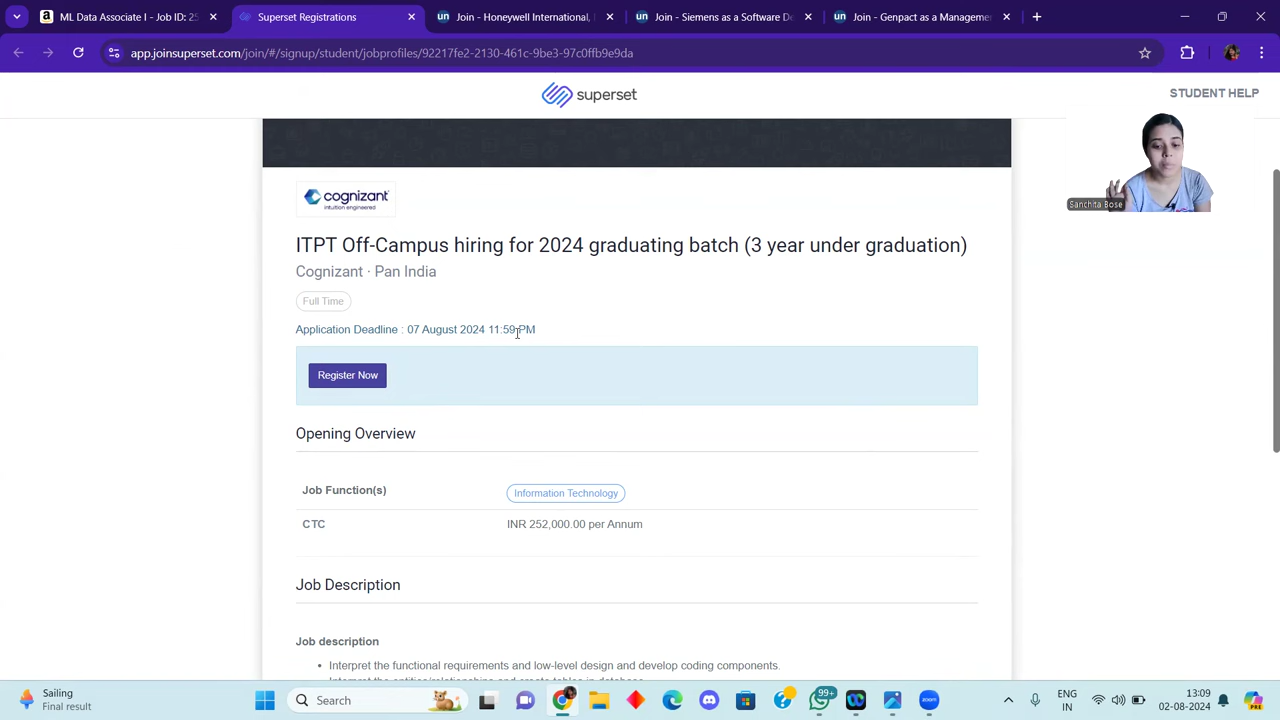 ML Data Associate I - Job ID: 25
Superset Registrations
Join - Honeywell International,
Join - Siemens as a Software De
Join - Genpact as a Manageme
app.joinsuperset.com/join/#/signup/student/jobprofiles/92217fe2-2130-461c-9be3-97c0ffb9e9da
superset
STUDENT HELP
Sanchita Bose
cognizant
intuition engineered
ITPT Off-Campus hiring for 2024 graduating batch (3 year under graduation)
Cognizant · Pan India
Full Time
Application Deadline : 07 August 2024 11:59 PM
Register Now
Opening Overview
Job Function(s)
Information Technology
CTC
INR 252,000.00 per Annum
Job Description
Job description
• Interpret the functional requirements and low-level design and develop coding components.
Sailing
Final result
Search
99+
ENG
IN
13:09
02-08-2024